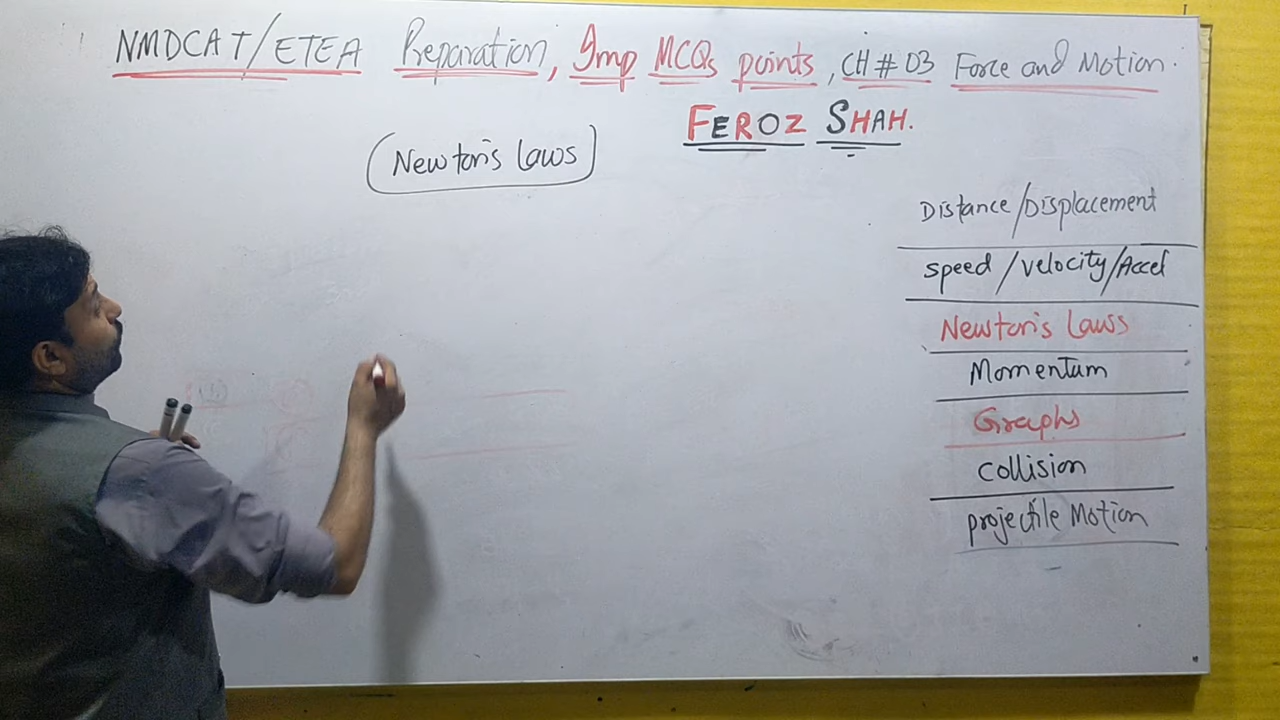 NMDCAT/ETEA Preparation, Imp MCQs points, CH # 03 Force and Motion.
FEROZ SHAH.
(Newton's Laws)
Distance/Displacement
speed/velocity/Accel
Newton's Laws
Momentum
Graphs
collision
projectile Motion